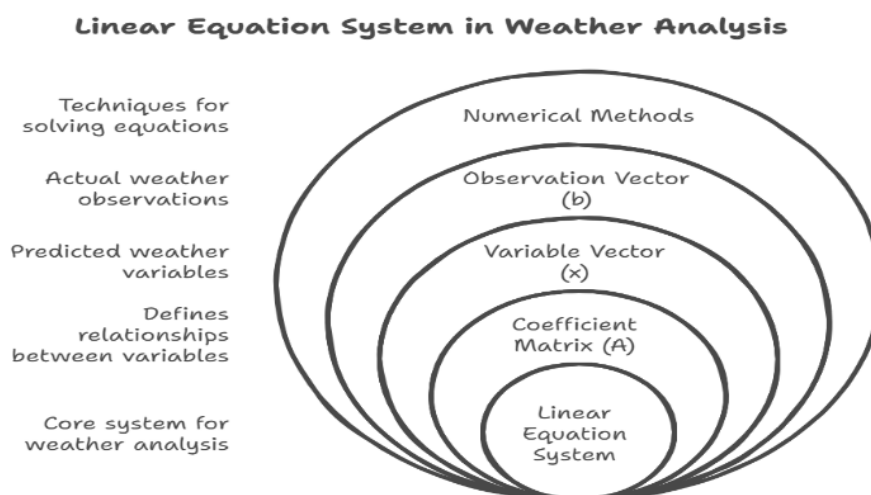 Linear Equation System in Weather Analysis
Techniques for
solving equations
Numerical Methods
Actual weather
observations
Observation Vector
(b)
Predicted weather
variables
Variable Vector
(x)
Defines
relationships
between variables
Coefficient
Matrix (A)
Core system for
weather analysis
Linear
Equation
System